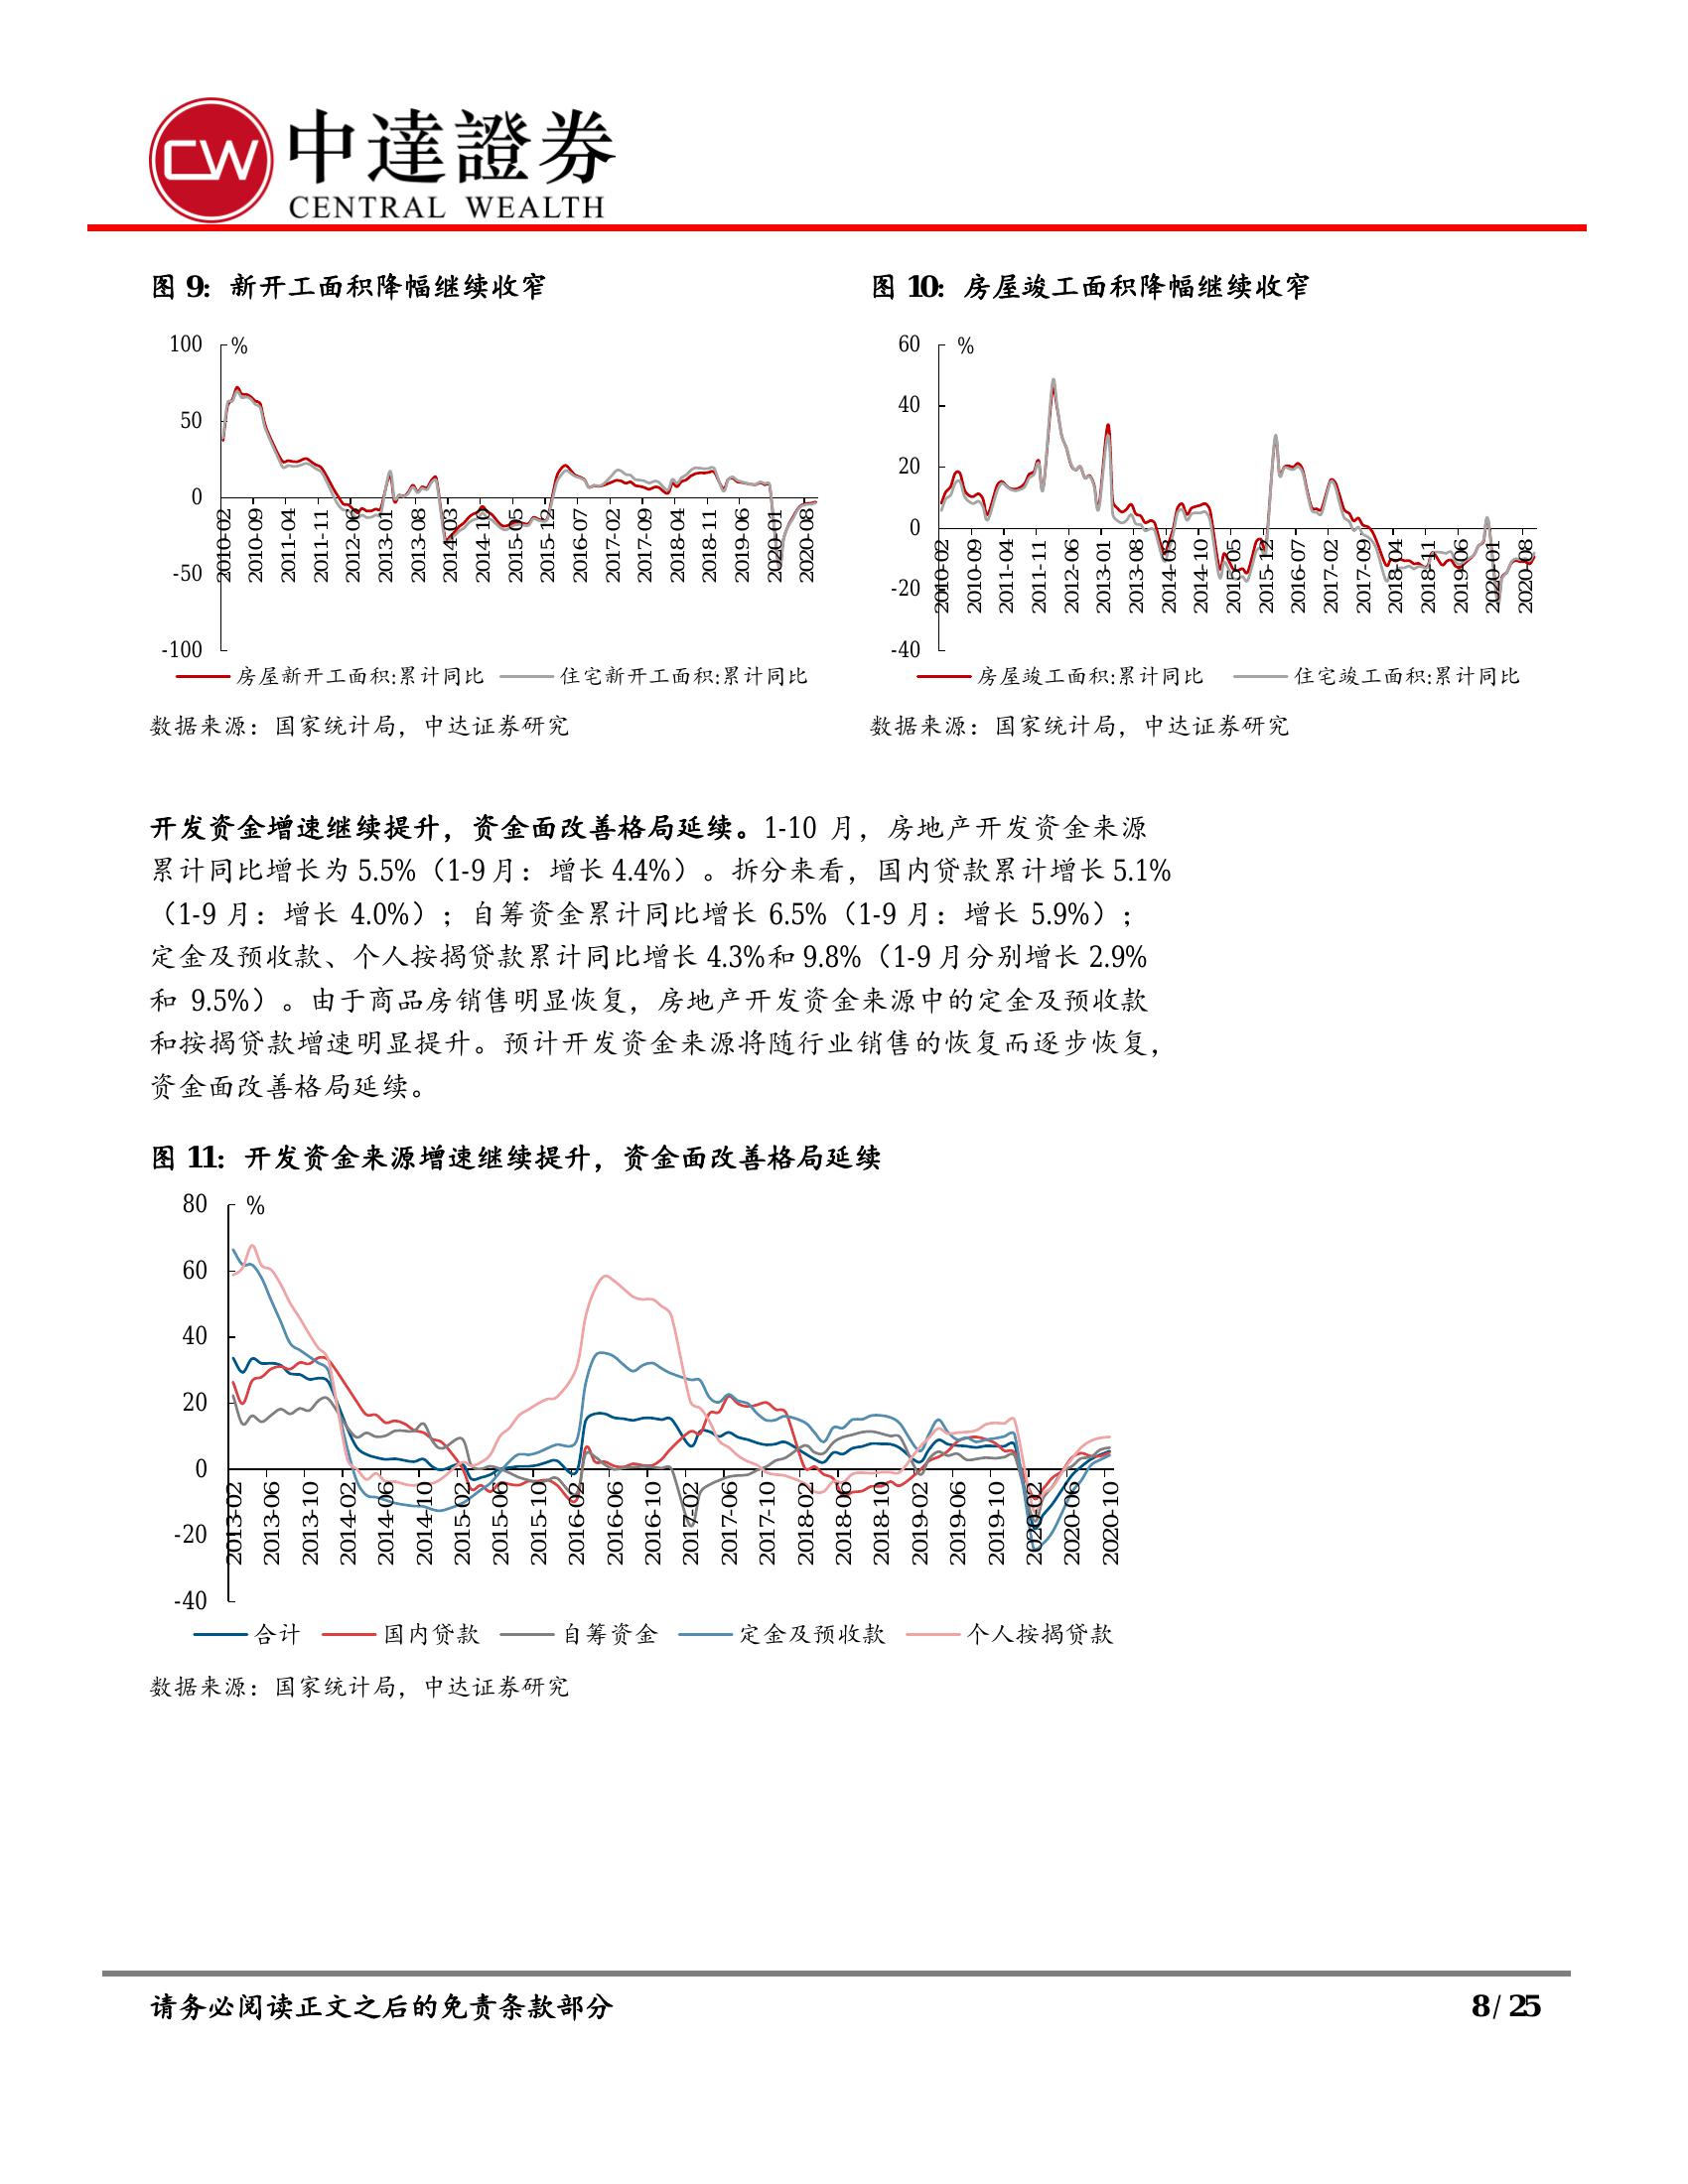 CW 中達證券
CENTRAL WEALTH
图 9: 新开工面积降幅继续收窄
%
100
50
0
-50
-100
2010-02 2010-09 2011-04 2011-11 2012-06 2013-01 2013-08 2014-03 2014-10 2015-05 2015-12 2016-07 2017-02 2017-09 2018-04 2018-11 2019-06 2020-01 2020-08
房屋新开工面积:累计同比 住宅新开工面积:累计同比
数据来源：国家统计局，中达证券研究
图 10: 房屋竣工面积降幅继续收窄
%
60
40
20
0
-20
-40
2010-02 2010-09 2011-04 2011-11 2012-06 2013-01 2013-08 2014-03 2014-10 2015-05 2015-12 2016-07 2017-02 2017-09 2018-04 2018-11 2019-06 2020-01 2020-08
房屋竣工面积:累计同比 住宅竣工面积:累计同比
数据来源：国家统计局，中达证券研究
开发资金增速继续提升，资金面改善格局延续。1-10 月，房地产开发资金来源
累计同比增长为 5.5%（1-9 月：增长 4.4%）。拆分来看，国内贷款累计增长 5.1%
（1-9 月：增长 4.0%）；自筹资金累计同比增长 6.5%（1-9 月：增长 5.9%）；
定金及预收款、个人按揭贷款累计同比增长 4.3%和 9.8%（1-9 月分别增长 2.9%
和 9.5%）。由于商品房销售明显恢复，房地产开发资金来源中的定金及预收款
和按揭贷款增速明显提升。预计开发资金来源将随行业销售的恢复而逐步恢复，
资金面改善格局延续。
图 11: 开发资金来源增速继续提升，资金面改善格局延续
%
80
60
40
20
0
-20
-40
2013-02 2013-06 2013-10 2014-02 2014-06 2014-10 2015-02 2015-06 2015-10 2016-02 2016-06 2016-10 2017-02 2017-06 2017-10 2018-02 2018-06 2018-10 2019-02 2019-06 2019-10 2020-02 2020-06 2020-10
合计 国内贷款 自筹资金 定金及预收款 个人按揭贷款
数据来源：国家统计局，中达证券研究
请务必阅读正文之后的免责条款部分 8 / 25